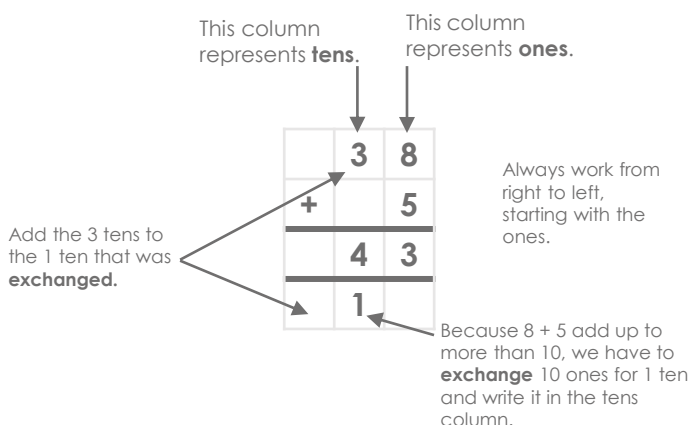 This column
represents tens.
This column
represents ones.
3 8
+ 5
4 3
1
Always work from
right to left,
starting with the
ones.
Add the 3 tens to
the 1 ten that was
exchanged.
Because 8 + 5 add up to
more than 10, we have to
exchange 10 ones for 1 ten
and write it in the tens
column.